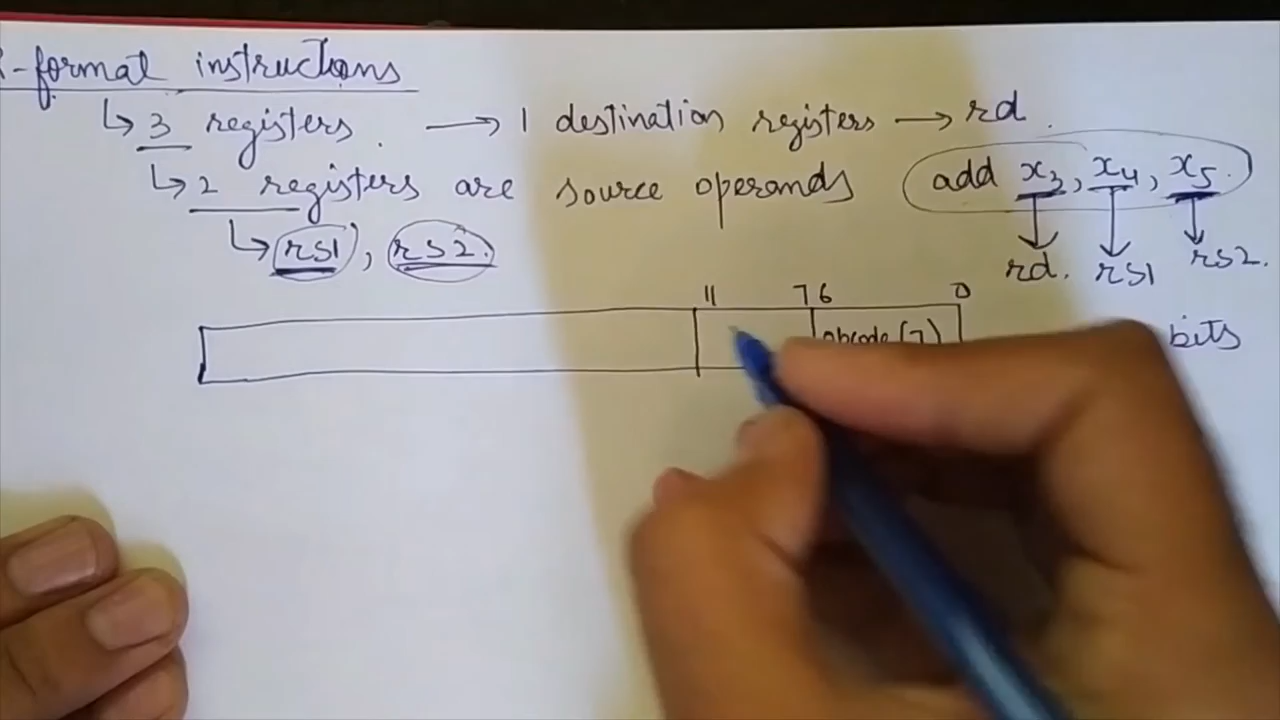 -format instructions
↳ 3 registers. → 1 destination registers → rd.
↳ 2 registers are source operands
add x3, x4, x5.
↳ rs1, rs2.
rd. rs1 rs2.
11 7 6 0
opcode (7)
bits